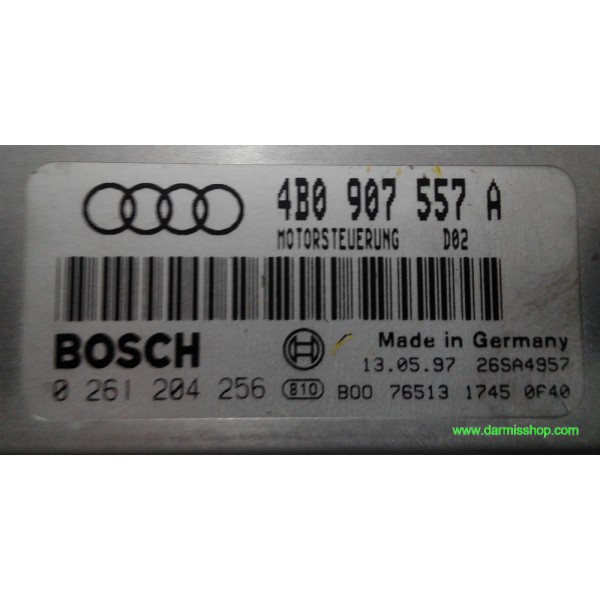 4B0 907 557 A
MOTORSTEUERUNG D02
BOSCH
Made in Germany
13.05.97 26SA4957
0 261 204 256 810 B00 76513 1745 0F40
www.darmisshop.com